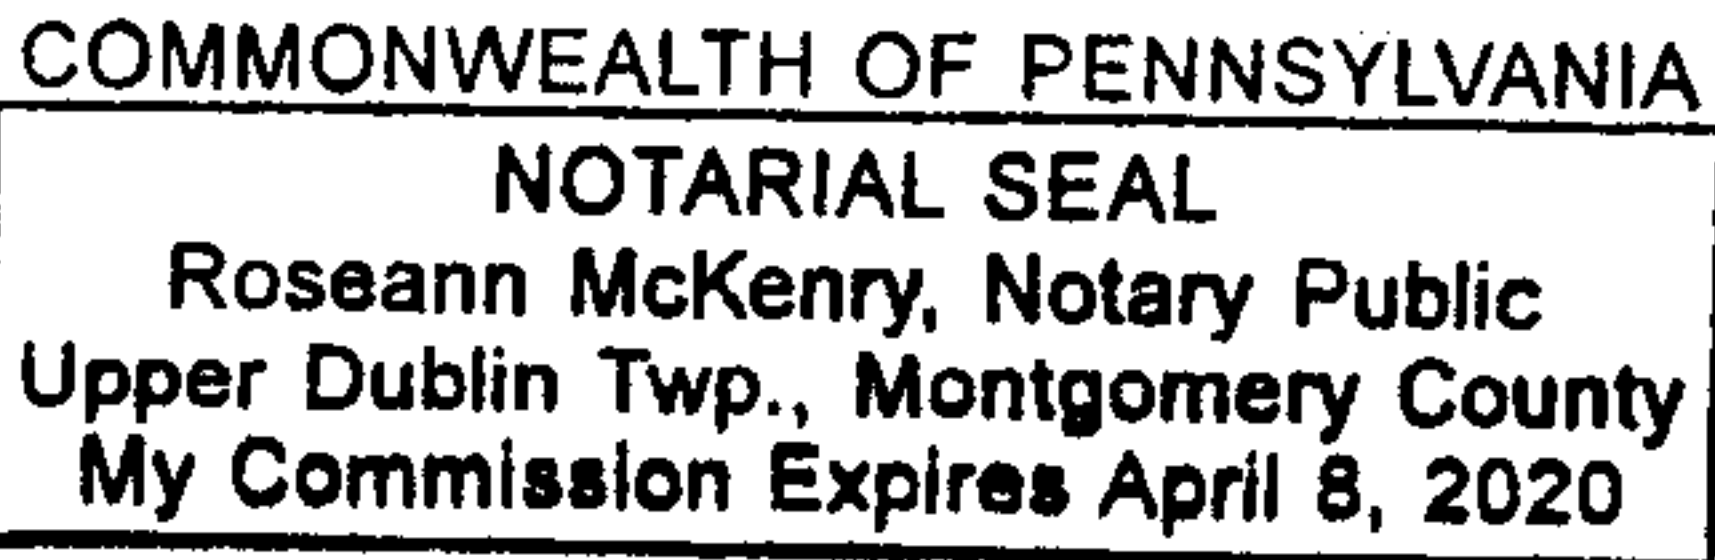 COMMONWEALTH OF PENNSYLVANIA
NOTARIAL SEAL
Roseann McKenry, Notary Public
Upper Dublin Twp., Montgomery County
My Commission Expires April 8, 2020